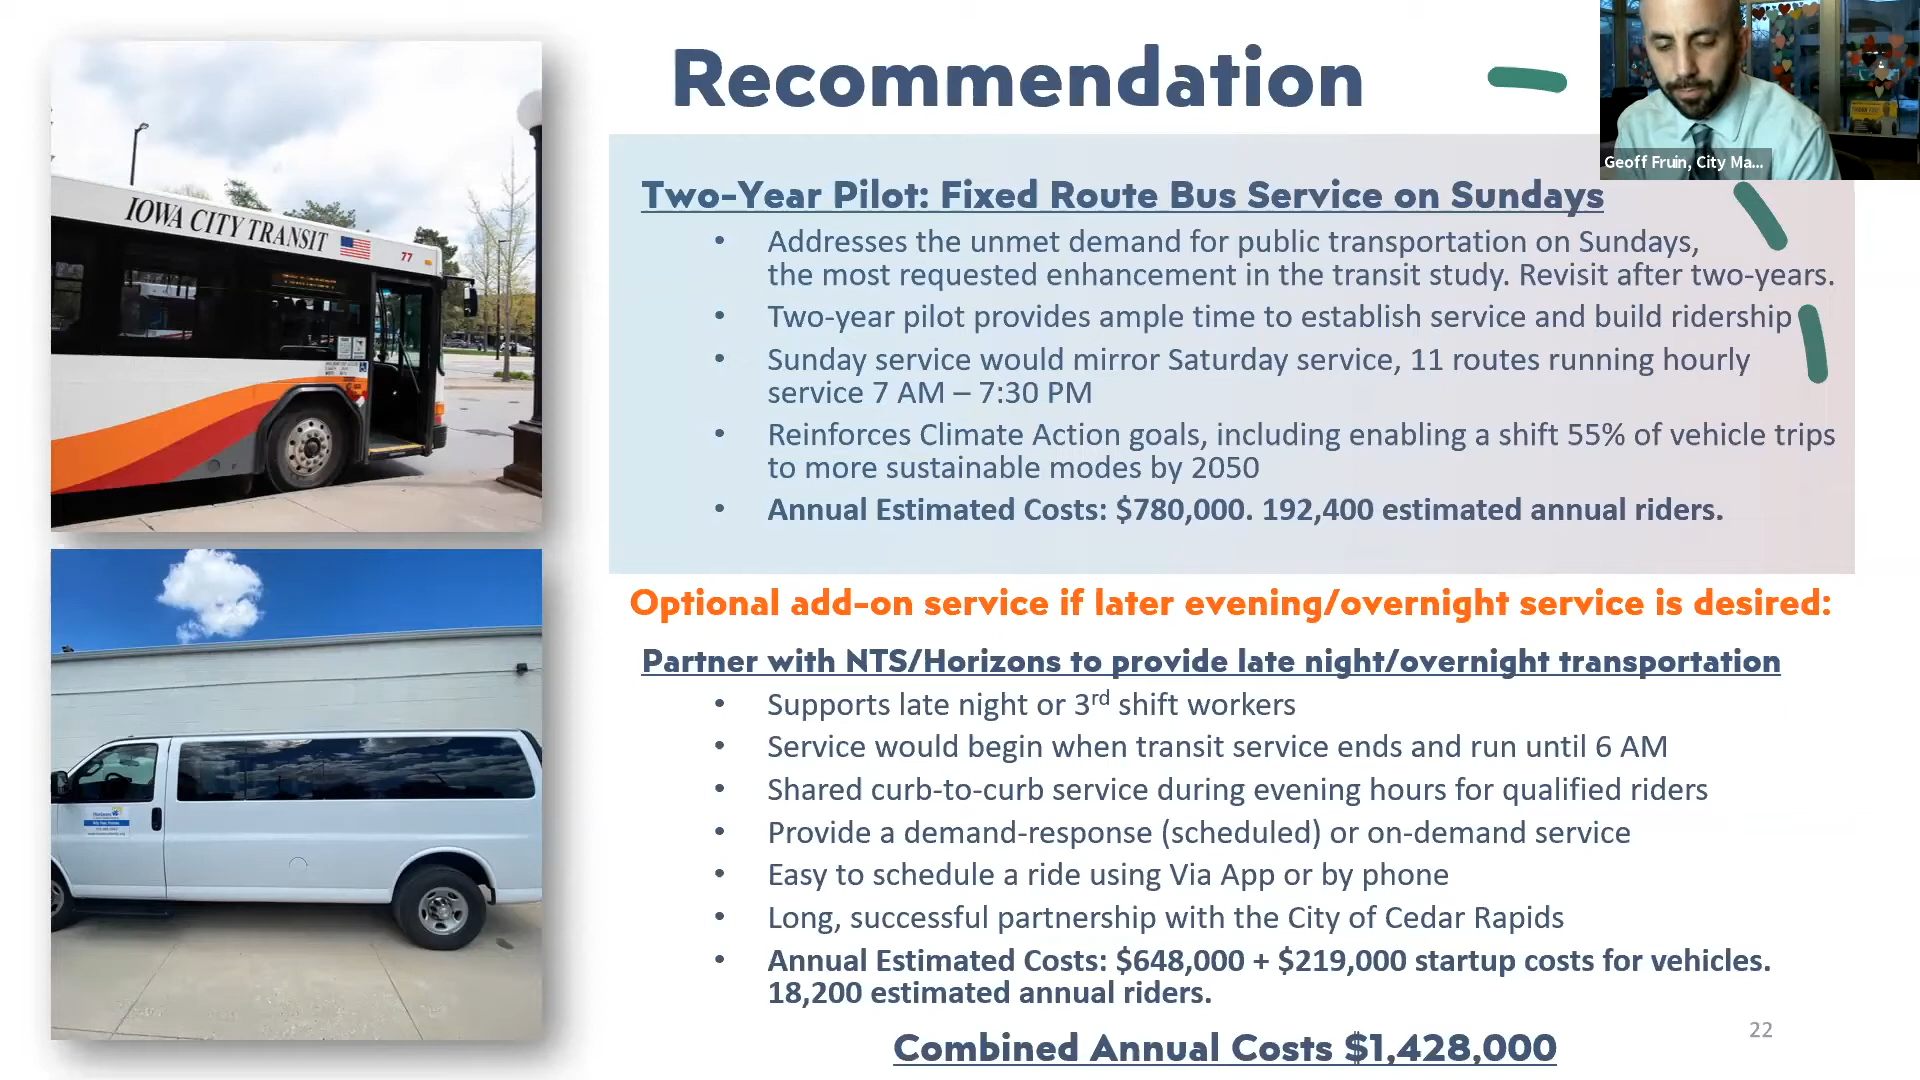 Recommendation
Geoff Fruin, City Ma...
Two-Year Pilot: Fixed Route Bus Service on Sundays
• Addresses the unmet demand for public transportation on Sundays,
the most requested enhancement in the transit study. Revisit after two-years.
• Two-year pilot provides ample time to establish service and build ridership
• Sunday service would mirror Saturday service, 11 routes running hourly
service 7 AM – 7:30 PM
• Reinforces Climate Action goals, including enabling a shift 55% of vehicle trips
to more sustainable modes by 2050
• Annual Estimated Costs: $780,000. 192,400 estimated annual riders.
Optional add-on service if later evening/overnight service is desired:
Partner with NTS/Horizons to provide late night/overnight transportation
• Supports late night or 3rd shift workers
• Service would begin when transit service ends and run until 6 AM
• Shared curb-to-curb service during evening hours for qualified riders
• Provide a demand-response (scheduled) or on-demand service
• Easy to schedule a ride using Via App or by phone
• Long, successful partnership with the City of Cedar Rapids
• Annual Estimated Costs: $648,000 + $219,000 startup costs for vehicles.
18,200 estimated annual riders.
Combined Annual Costs $1,428,000
22
IOWA CITY TRANSIT
77